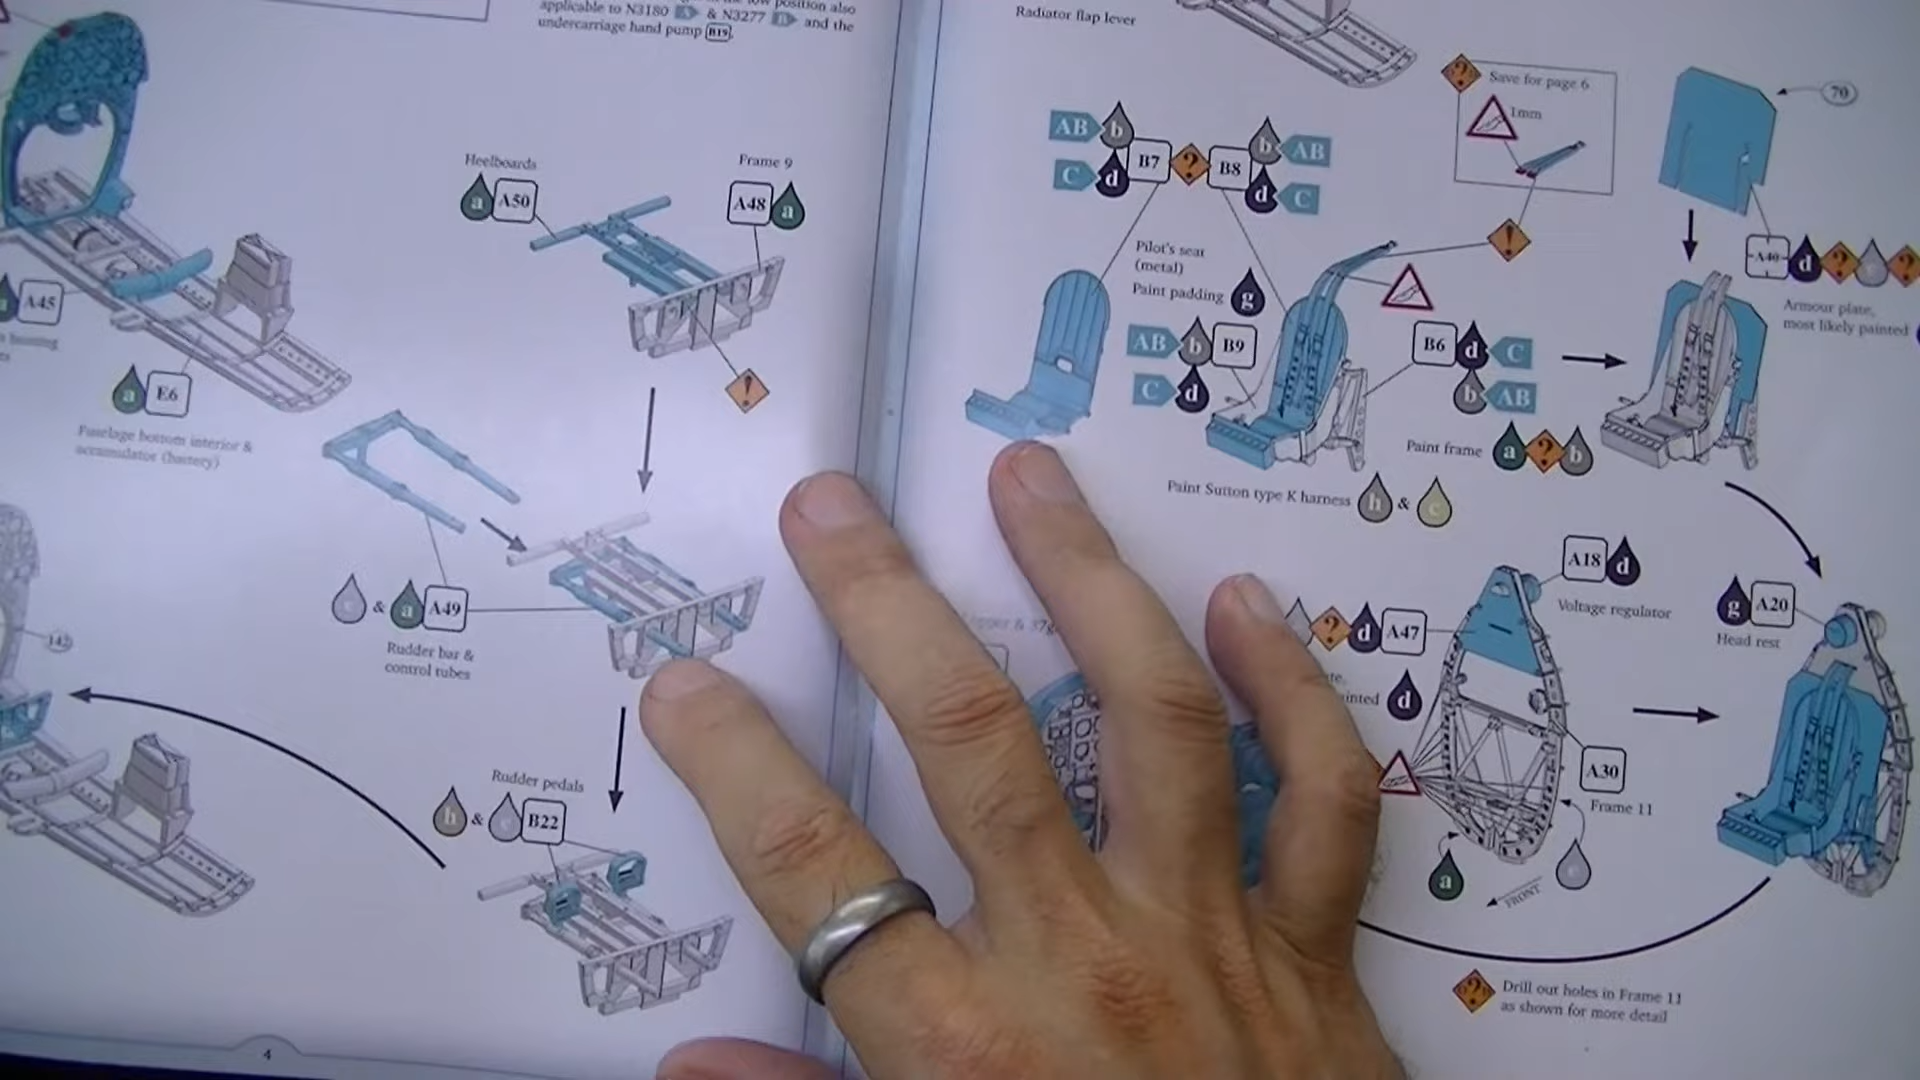 position also
applicable to N3180 A & N3277 B and the
undercarriage hand pump B19.
Heelboards
a A50
Frame 9
A48 a
A45
a E6
Fuselage bottom interior &
accumulator (battery)
& a A49
Rudder bar &
control tubes
142
Rudder pedals
h & B22
4
Radiator flap lever
? Save for page 6
1mm
70
AB b
C d
B7 ? B8
b AB
d C
Pilot's seat
(metal)
Paint padding g
AB b B9
C d
!
!
B6 d C
b AB
A40 d ? ?
Armour plate,
most likely painted
Paint frame a ? b
Paint Sutton type K harness h & c
A18 d
Voltage regulator
g A20
Head rest
? d A47
d
A30
Frame 11
a
FRONT
? Drill out holes in Frame 11
as shown for more detail